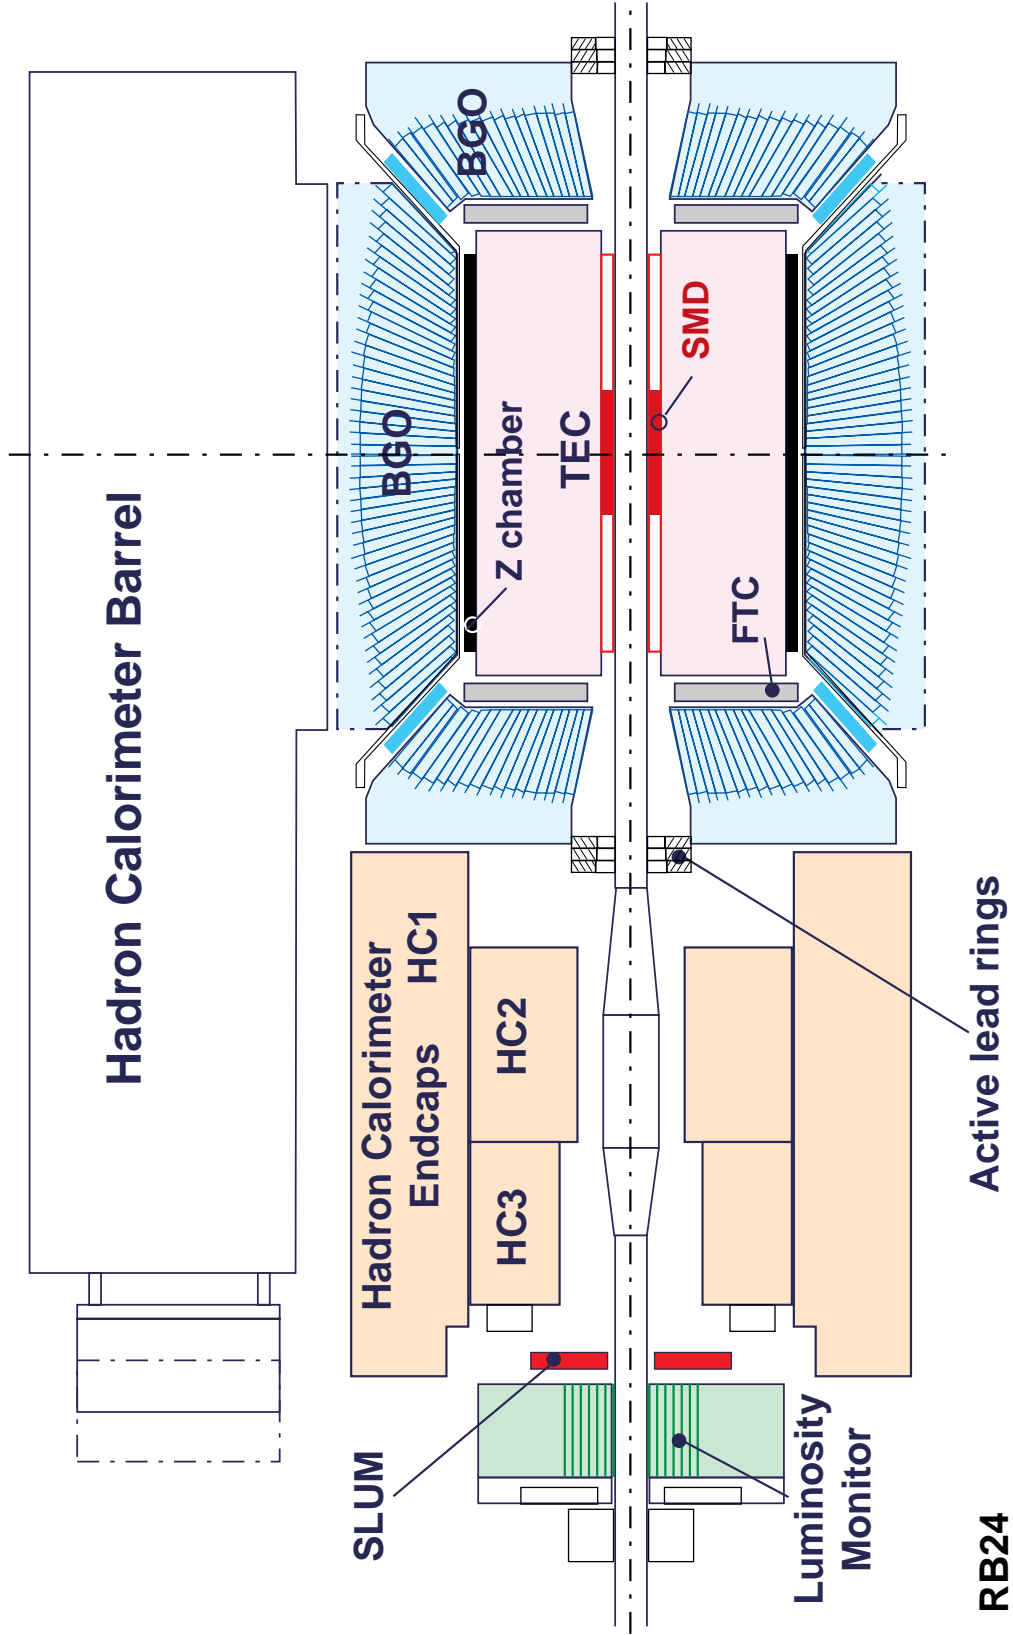 Hadron Calorimeter Barrel
Hadron Calorimeter
Endcaps HC1
HC2
HC3
BGO
BGO
Z chamber
TEC
SMD
FTC
SLUM
Luminosity
Monitor
Active lead rings
RB24